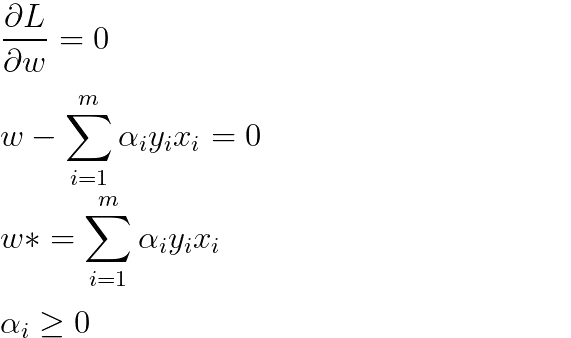 ∂L/∂w = 0
w − ∑_{i=1}^{m} α_i y_i x_i = 0
w* = ∑_{i=1}^{m} α_i y_i x_i
α_i ≥ 0